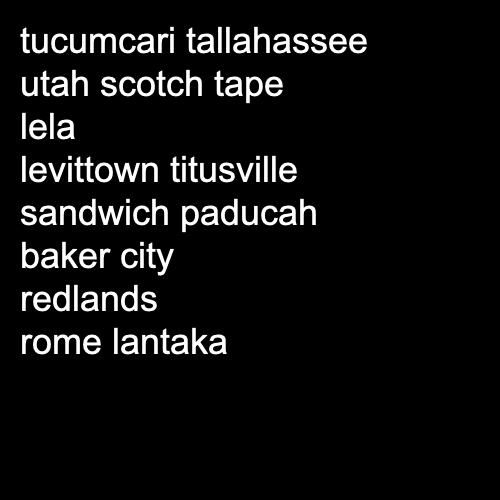 tucumcari tallahassee
utah scotch tape
lela
levittown titusville
sandwich paducah
baker city
redlands
rome lantaka